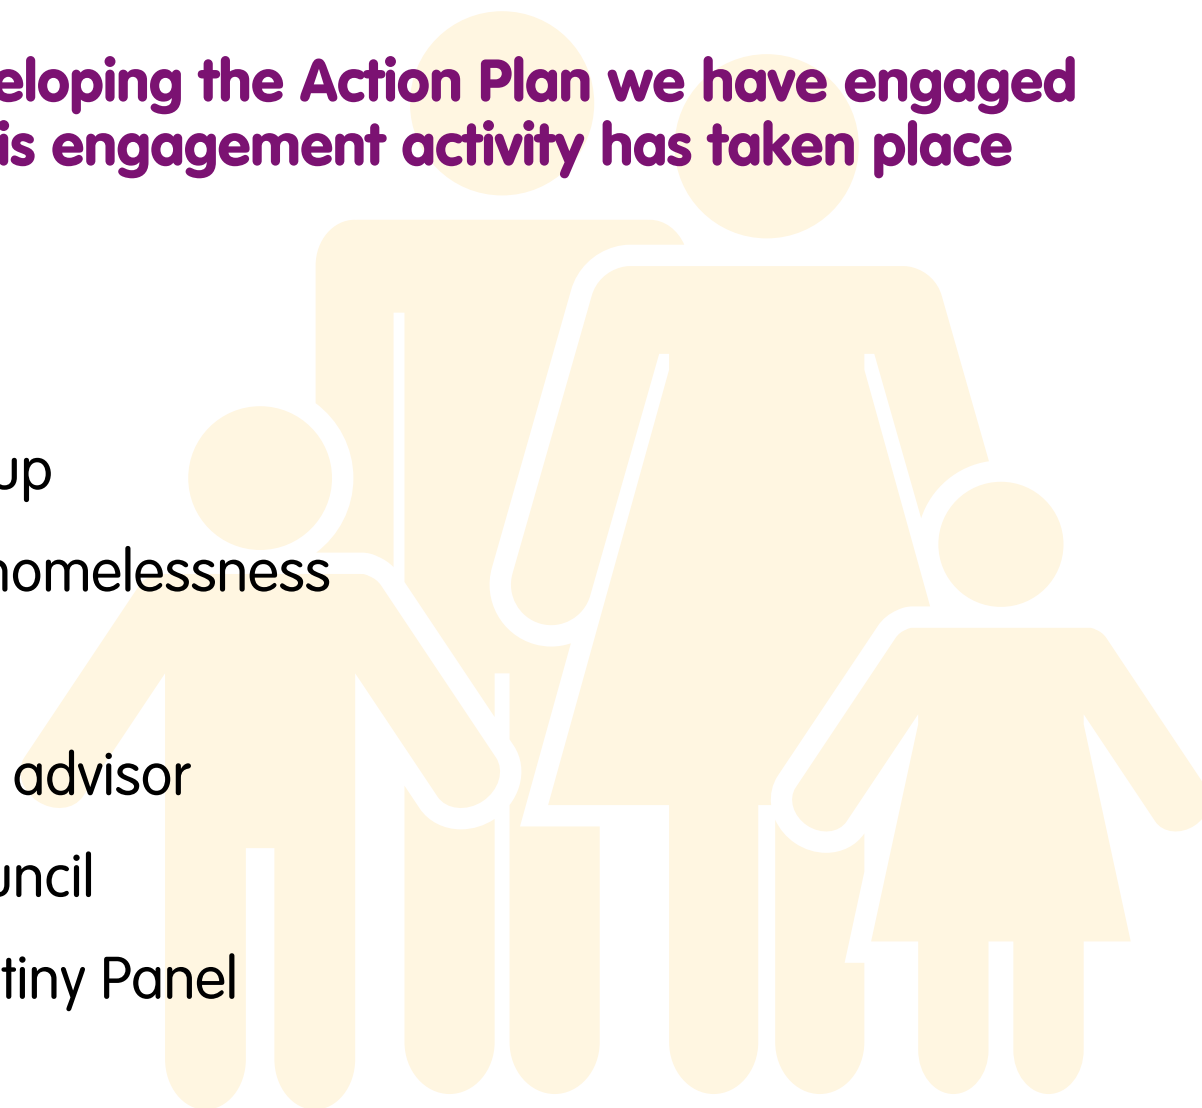 eloping the Action Plan we have engaged
is engagement activity has taken place
up
homelessness
advisor
uncil
tiny Panel